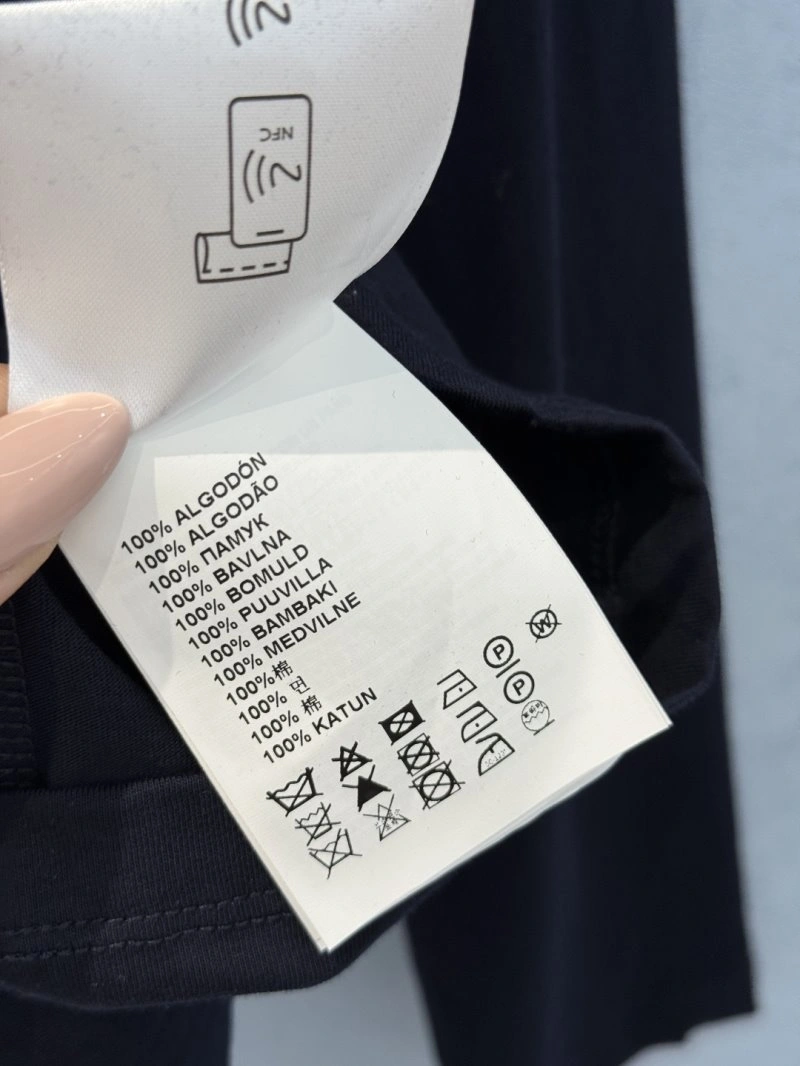 NFC
100% ALGODÓN
100% ALGODÃO
100% ПАМУК
100% BAVLNA
100% BOMULD
100% PUUVILLA
100% BAMBAKI
100% MEDVILNE
100%棉
100% 면
100% 棉
100% KATUN
P
W
P